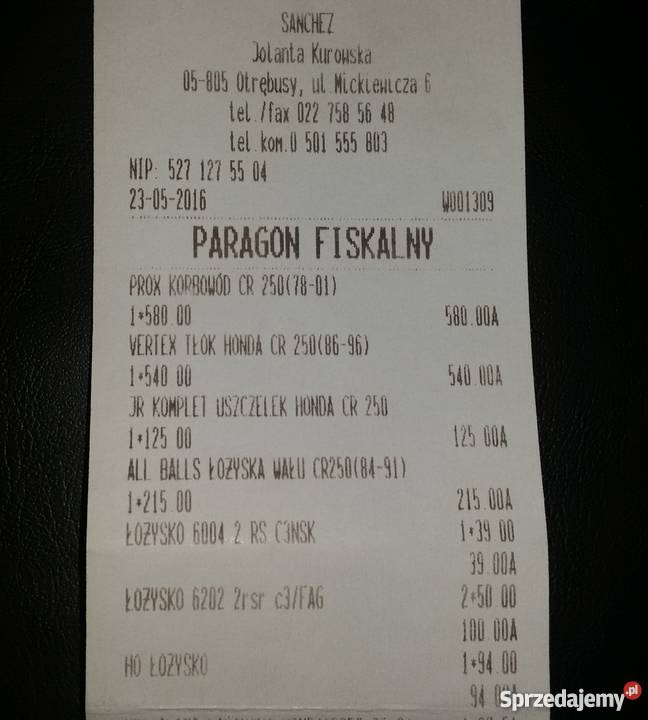 SANCHEZ
Jolanta Kurowska
05-805 Otrębusy, ul.Mickiewicza 6
tel./fax 022 758 56 48
tel.kom.0 501 555 803
NIP: 527 127 55 04
23-05-2016 W001309
PARAGON FISKALNY
PROX KORBOWÓD CR 250(78-01)
1*580.00 580.00A
VERTEX TŁOK HONDA CR 250(86-96)
1*540.00 540.00A
JR KOMPLET USZCZELEK HONDA CR 250
1*125.00 125.00A
ALL BALLS ŁOŻYSKA WAŁU CR250(84-91)
1*215.00 215.00A
ŁOŻYSKO 6004.2 RS C3NSK 1*39.00
39.00A
ŁOŻYSKO 6202 2rsr c3/FAG 2*50.00
100.00A
HO ŁOŻYSKO 1*94.00
94.00A
Sprzedajemy.pl